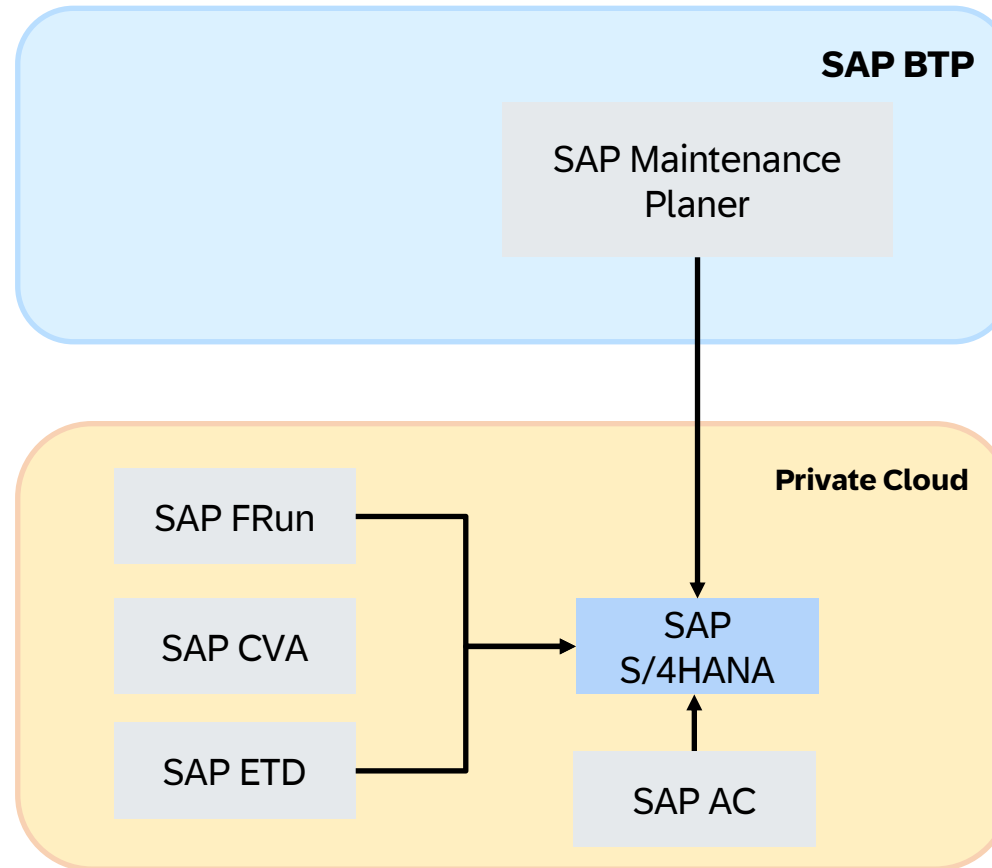 SAP BTP
SAP Maintenance
Planer
Private Cloud
SAP FRun
SAP CVA
SAP
S/4HANA
SAP ETD
SAP AC